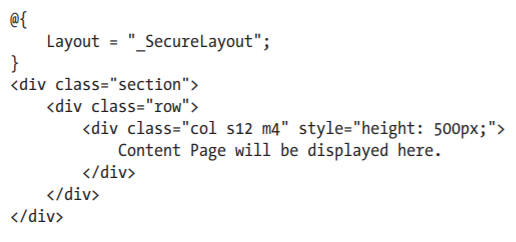 @{
    Layout = "_SecureLayout";
}
<div class="section">
    <div class="row">
        <div class="col s12 m4" style="height: 500px;">
            Content Page will be displayed here.
        </div>
    </div>
</div>